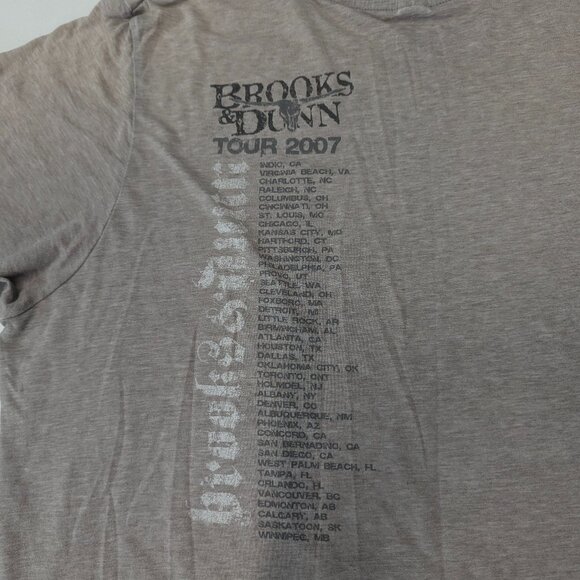 BROOKS
& DUNN
TOUR 2007
INDIO, CA
VIRGINIA BEACH, VA
CHARLOTTE, NC
RALEIGH, NC
COLUMBUS, OH
CINCINNATI, OH
ST. LOUIS, MO
CHICAGO, IL
KANSAS CITY, MO
HARTFORD, CT
PITTSBURGH, PA
WASHINGTON, DC
PHILADELPHIA, PA
PROVO, UT
SEATTLE, WA
CLEVELAND, OH
FOXBORO, MA
DETROIT, MI
LITTLE ROCK, AR
BIRMINGHAM, AL
ATLANTA, GA
HOUSTON, TX
DALLAS, TX
OKLAHOMA CITY, OK
TORONTO, ONT
HOLMDEL, NJ
ALBANY, NY
DENVER, CO
ALBUQUERQUE, NM
PHOENIX, AZ
CONCORD, CA
SAN BERNADINO, CA
SAN DIEGO, CA
WEST PALM BEACH, FL
TAMPA, FL
ORLANDO, FL
VANCOUVER, BC
EDMONTON, AB
CALGARY, AB
SASKATOON, SK
WINNIPEG, MB
brooks & dunn